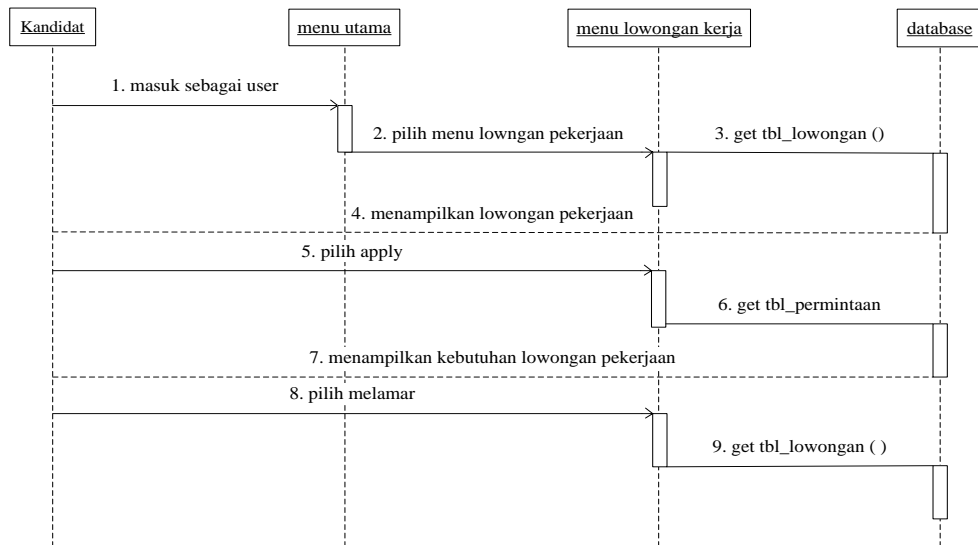 Kandidat
menu utama
menu lowongan kerja
database
1. masuk sebagai user
2. pilih menu lowngan pekerjaan
3. get tbl_lowongan ()
4. menampilkan lowongan pekerjaan
5. pilih apply
6. get tbl_permintaan
7. menampilkan kebutuhan lowongan pekerjaan
8. pilih melamar
9. get tbl_lowongan ( )